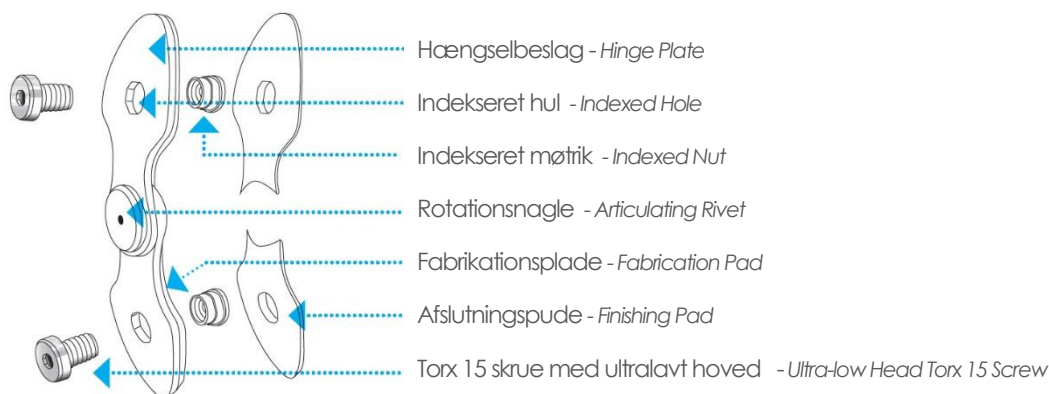 Hængselbeslag - Hinge Plate
Indekseret hul - Indexed Hole
Indekseret møtrik - Indexed Nut
Rotationsnagle - Articulating Rivet
Fabrikationsplade - Fabrication Pad
Afslutningspude - Finishing Pad
Torx 15 skrue med ultralavt hoved - Ultra-low Head Torx 15 Screw